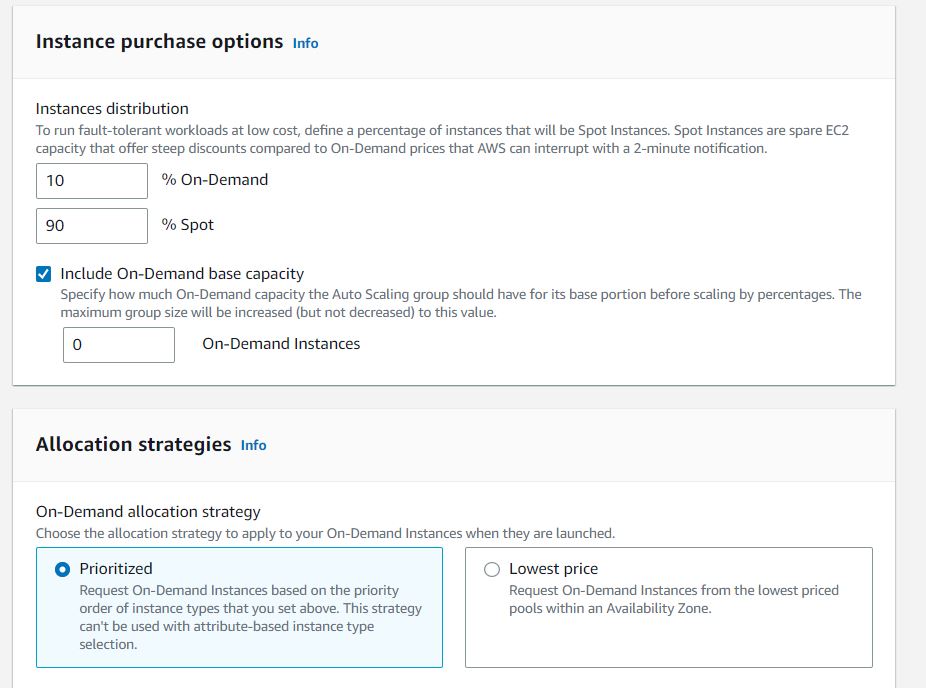 Instance purchase options Info
Instances distribution
To run fault-tolerant workloads at low cost, define a percentage of instances that will be Spot Instances. Spot Instances are spare EC2
capacity that offer steep discounts compared to On-Demand prices that AWS can interrupt with a 2-minute notification.
10 % On-Demand
90 % Spot
Include On-Demand base capacity
Specify how much On-Demand capacity the Auto Scaling group should have for its base portion before scaling by percentages. The
maximum group size will be increased (but not decreased) to this value.
0 On-Demand Instances
Allocation strategies Info
On-Demand allocation strategy
Choose the allocation strategy to apply to your On-Demand Instances when they are launched.
Prioritized
Request On-Demand Instances based on the priority
order of instance types that you set above. This strategy
can't be used with attribute-based instance type
selection.
Lowest price
Request On-Demand Instances from the lowest priced
pools within an Availability Zone.